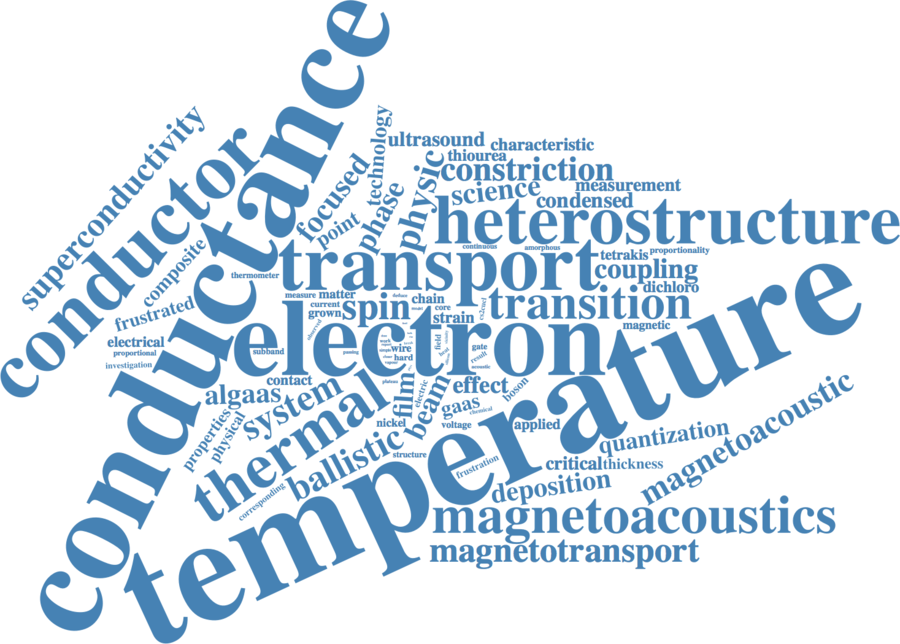 conductance
superconductivity
conductor
technology
ultrasound
characteristic
thiourea
focused
physic
constriction
science
measurement
condensed
phase
point
heterostructure
composite
continuous
amorphous
proportionality
tetrakis
transport
thermometer
coupling
dichloro
frustrated
measure
matter
chain
transition
current
spin
core
grown
strain
magnetic
electrical
electron
temperature
proportional
subband
wire
field
gate
hard
result
investigation
acoustic
contact
effect
boson
algaas
system
film
electric
beam
gaas
chemical
thermal
properties
physical
nickel
voltage
applied
ballistic
structure
quantization
magnetoacoustic
frustration
critical
thickness
corresponding
deposition
magnetoacoustics
magnetotransport